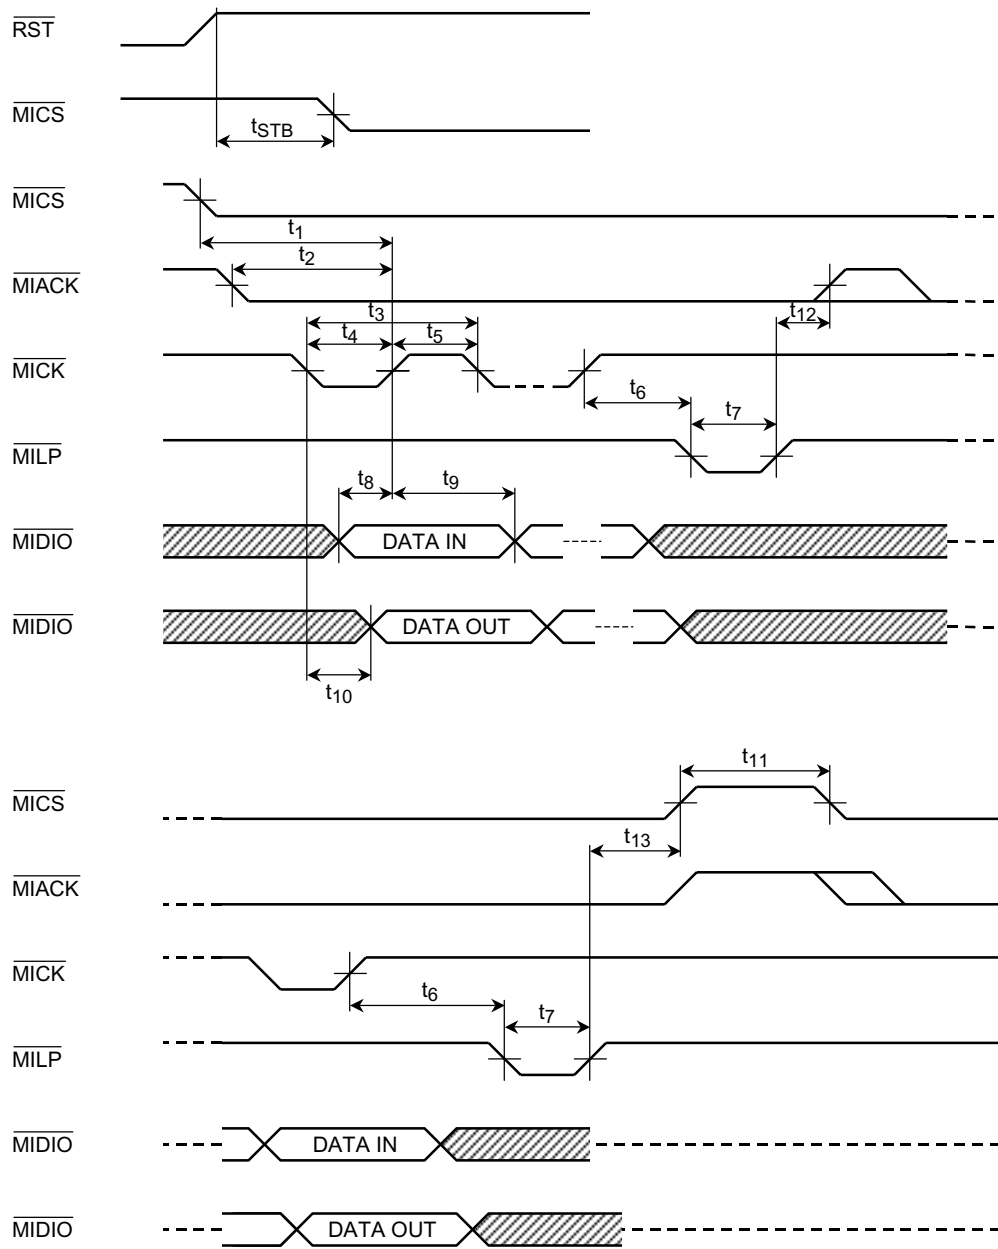 RST
MICS
tSTB
MICS
t1
t2
MIACK
t12
t3
t4 t5
MICK
t6 t7
MILP
t8 t9
MIDIO DATA IN
MIDIO DATA OUT
t10
t11
MICS
t13
MIACK
MICK
t6 t7
MILP
MIDIO DATA IN
MIDIO DATA OUT